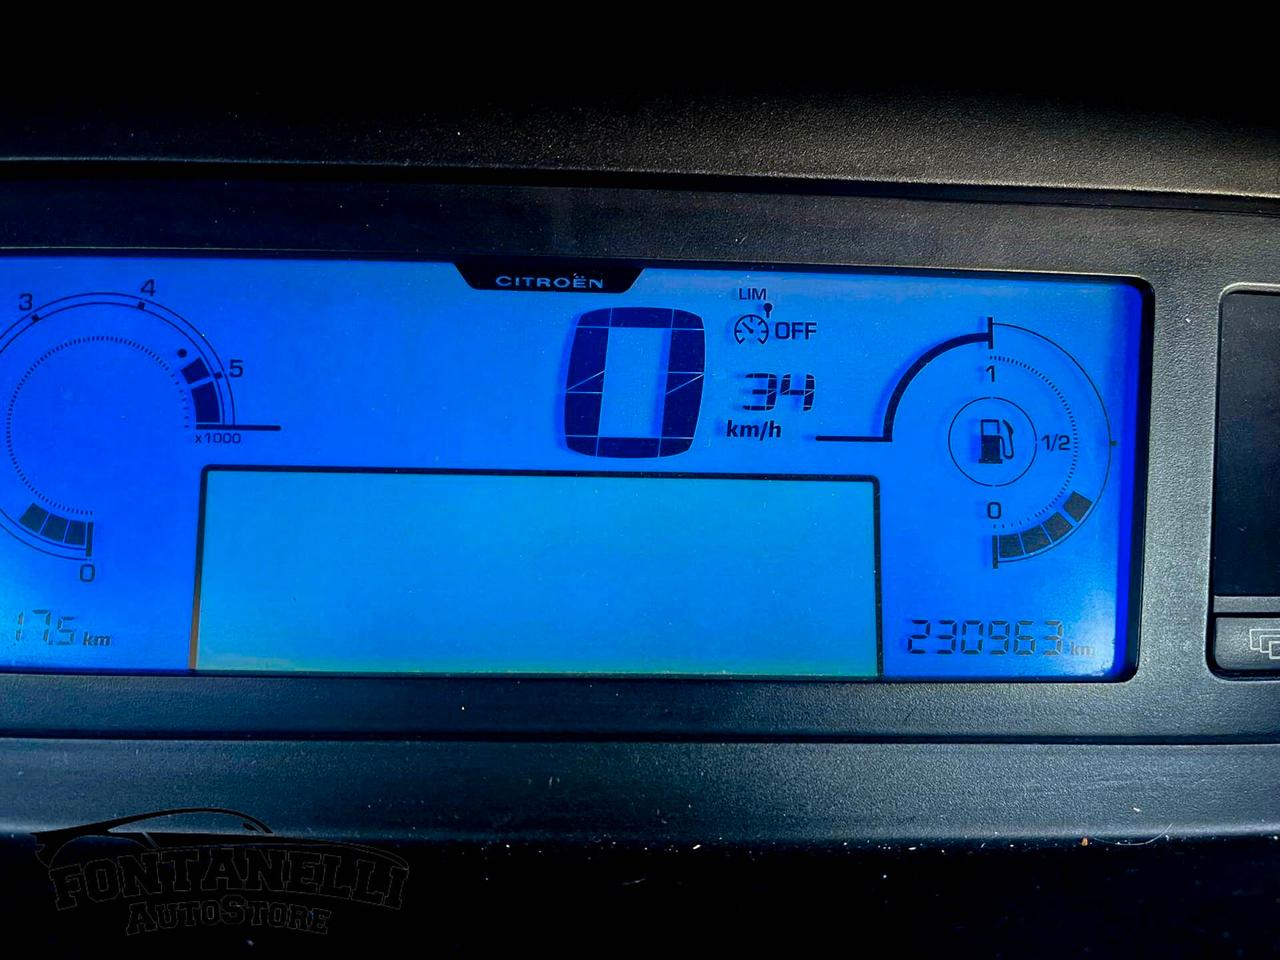 CITROËN
3
4
5
x1000
0
0
LIM
OFF
34
km/h
1
1/2
0
17.5 km
230963 km
FONTANELLI
AUTOSTORE